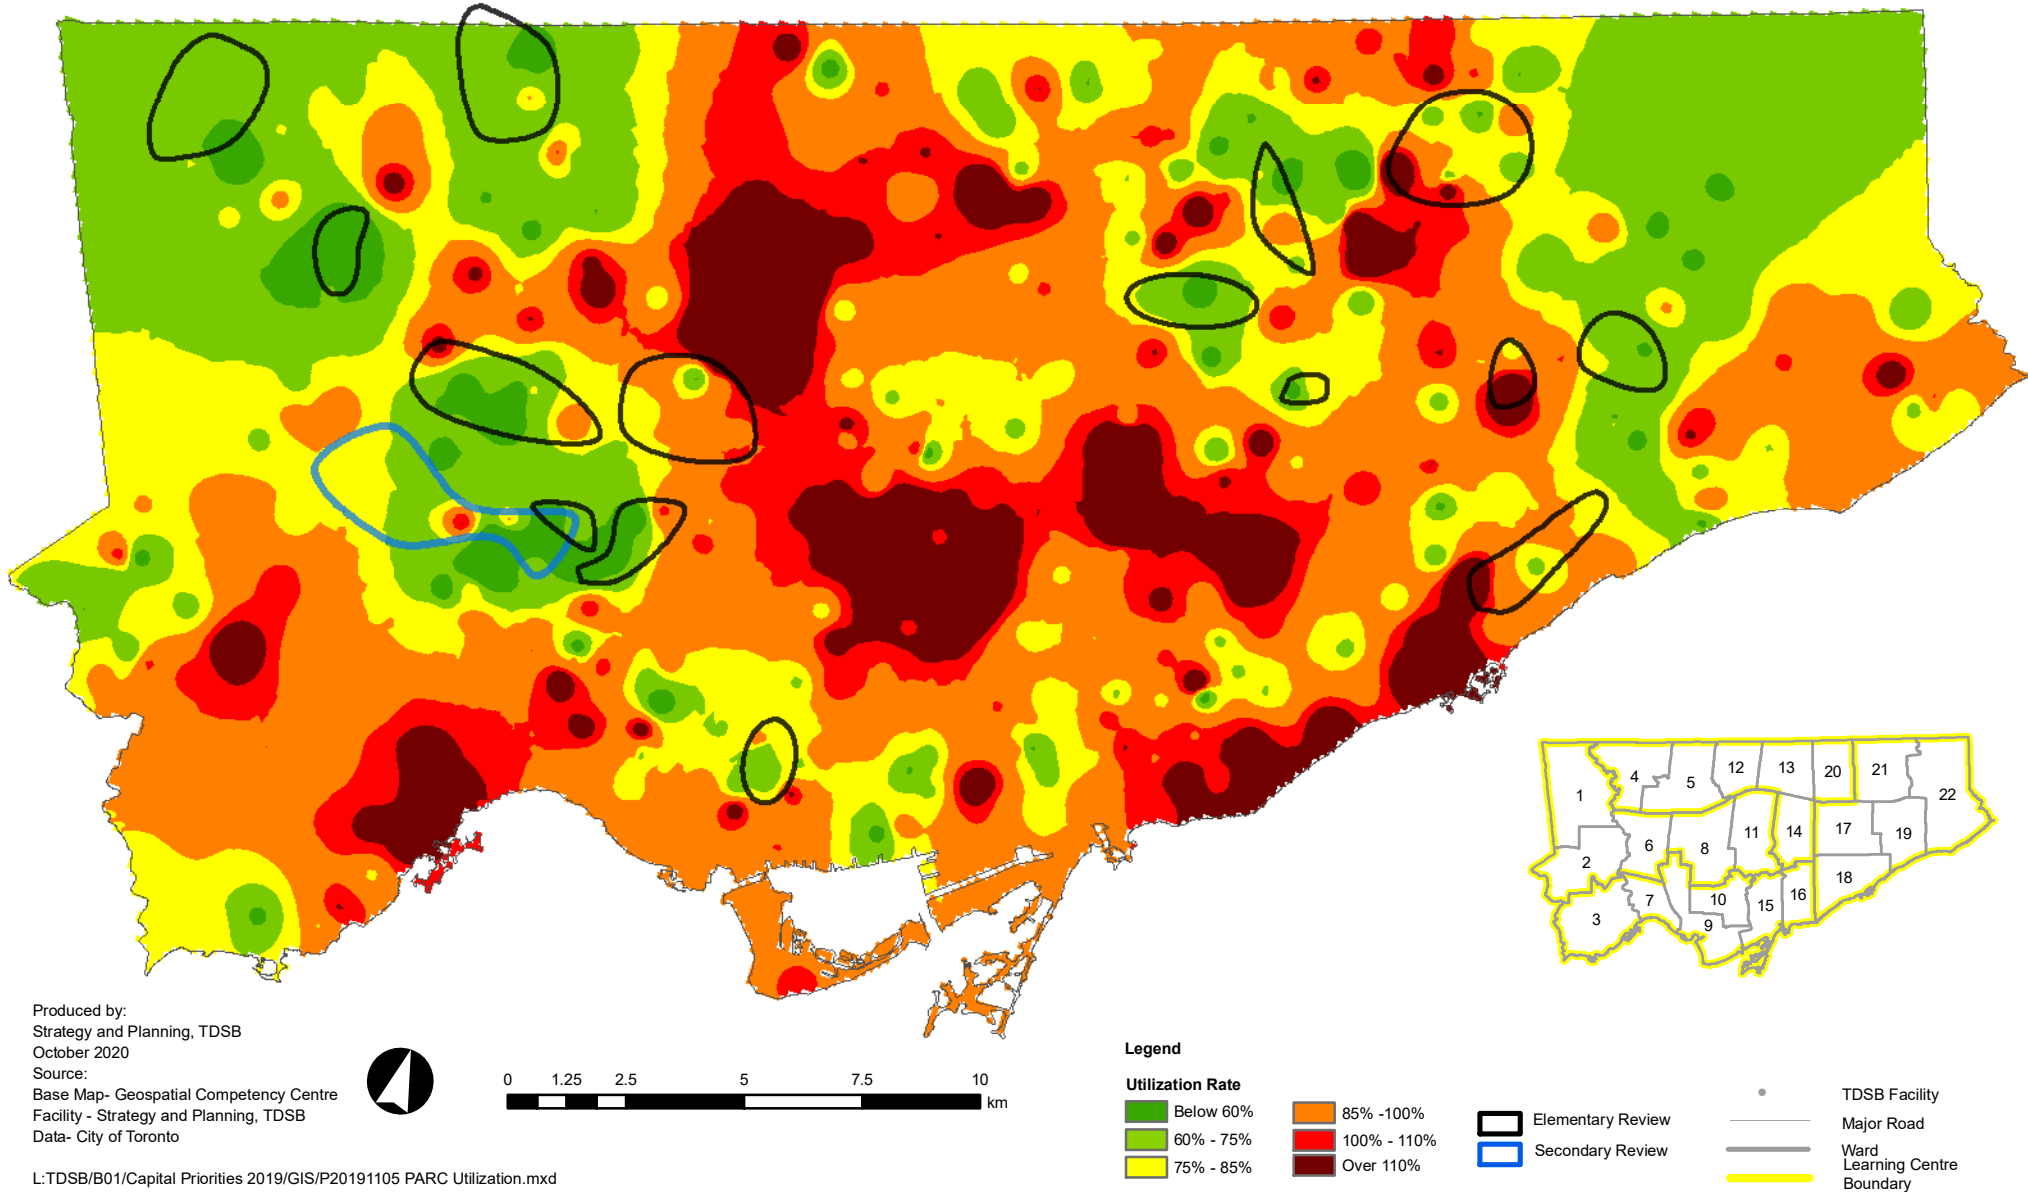 1
4
5
12
13
20
21
22
2
6
8
11
14
17
19
3
7
10
9
15
16
18
Produced by:
Strategy and Planning, TDSB
October 2020
Source:
Base Map- Geospatial Competency Centre
Facility - Strategy and Planning, TDSB
Data- City of Toronto
L:TDSB/B01/Capital Priorities 2019/GIS/P20191105 PARC Utilization.mxd
0 1.25 2.5 5 7.5 10
km
Legend
Utilization Rate
Below 60%
60% - 75%
75% - 85%
85% -100%
100% - 110%
Over 110%
Elementary Review
Secondary Review
TDSB Facility
Major Road
Ward
Learning Centre
Boundary